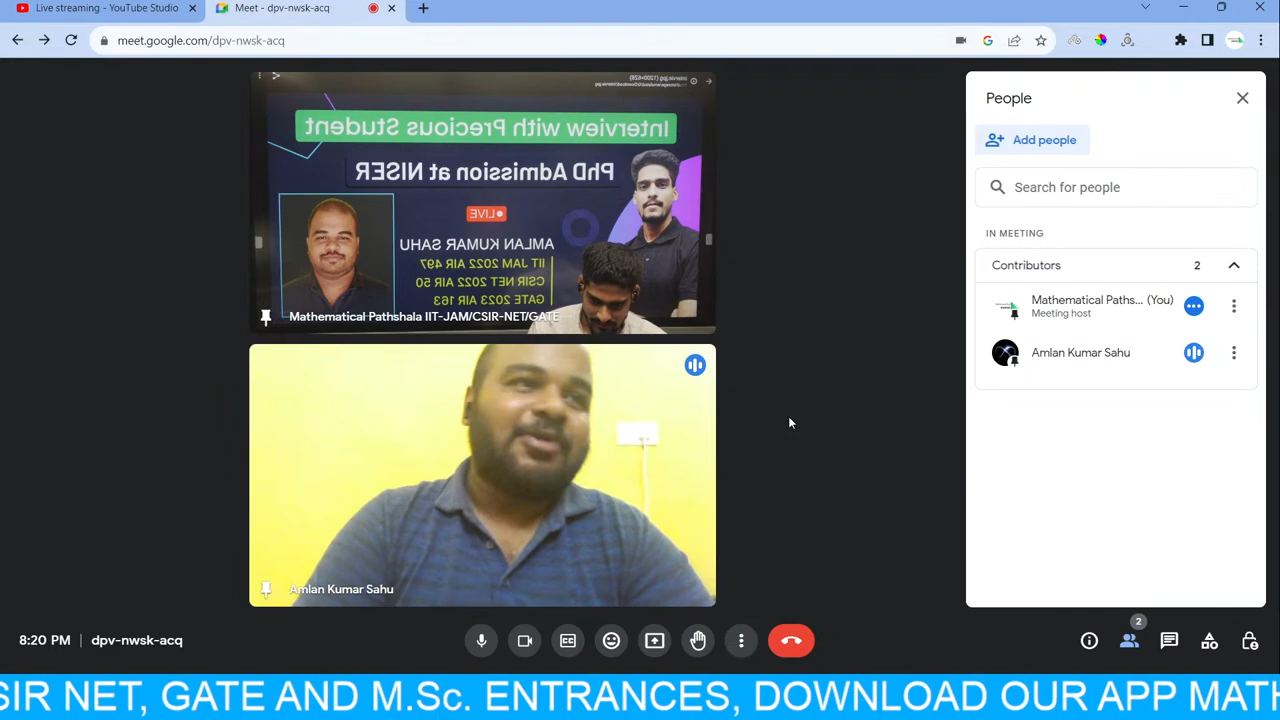 Live streaming - YouTube Studio
Meet - dpv-nwsk-acq
meet.google.com/dpv-nwsk-acq
Interview with Precious Student
PhD Admission at NISER
LIVE
AMLAN KUMAR SAHU
IIT JAM 2022 AIR 497
CSIR NET 2022 AIR 50
GATE 2023 AIR 163
Mathematical Pathshala IIT-JAM/CSIR-NET/GATE
Amlan Kumar Sahu
People
Add people
Search for people
IN MEETING
Contributors 2
Mathematical Paths... (You)
Meeting host
Amlan Kumar Sahu
8:20 PM | dpv-nwsk-acq
CC
2
SIR NET, GATE AND M.Sc. ENTRANCES, DOWNLOAD OUR APP MATH